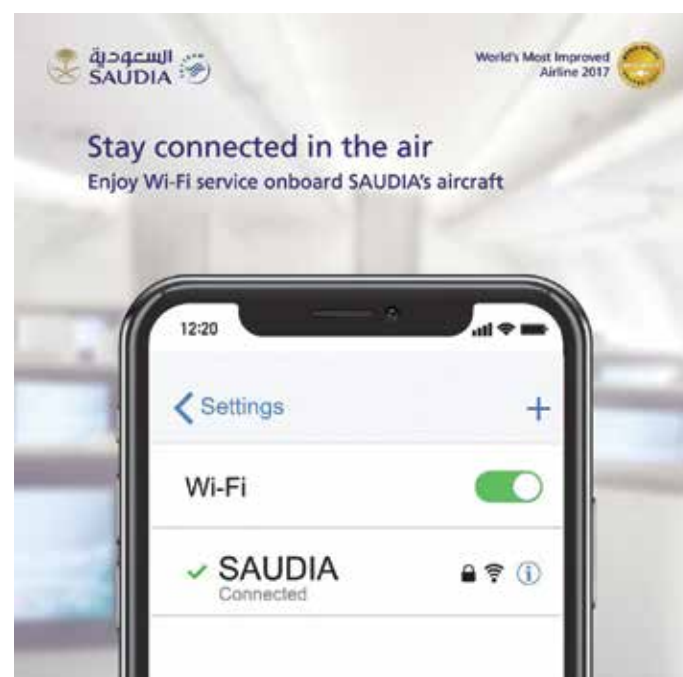 السعودية
SAUDIA
World's Most Improved
Airline 2017
Stay connected in the air
Enjoy Wi-Fi service onboard SAUDIA's aircraft
12:20
Settings
+
Wi-Fi
SAUDIA
Connected